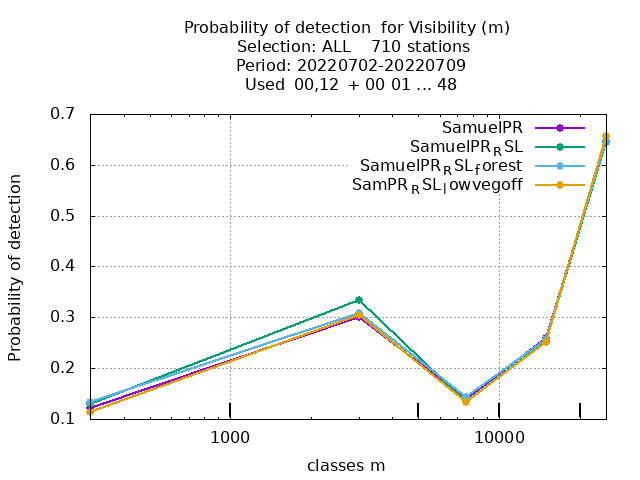 Probability of detection for Visibility (m)
Selection: ALL 710 stations
Period: 20220702-20220709
Used 00,12 + 00 01 ... 48
0.7
0.6
0.5
0.4
0.3
0.2
0.1
Probability of detection
SamuelPR
SamuelPR_RSL
SamuelPR_RSL_forest
SamPR_RSL_lowvegoff
1000
10000
classes m